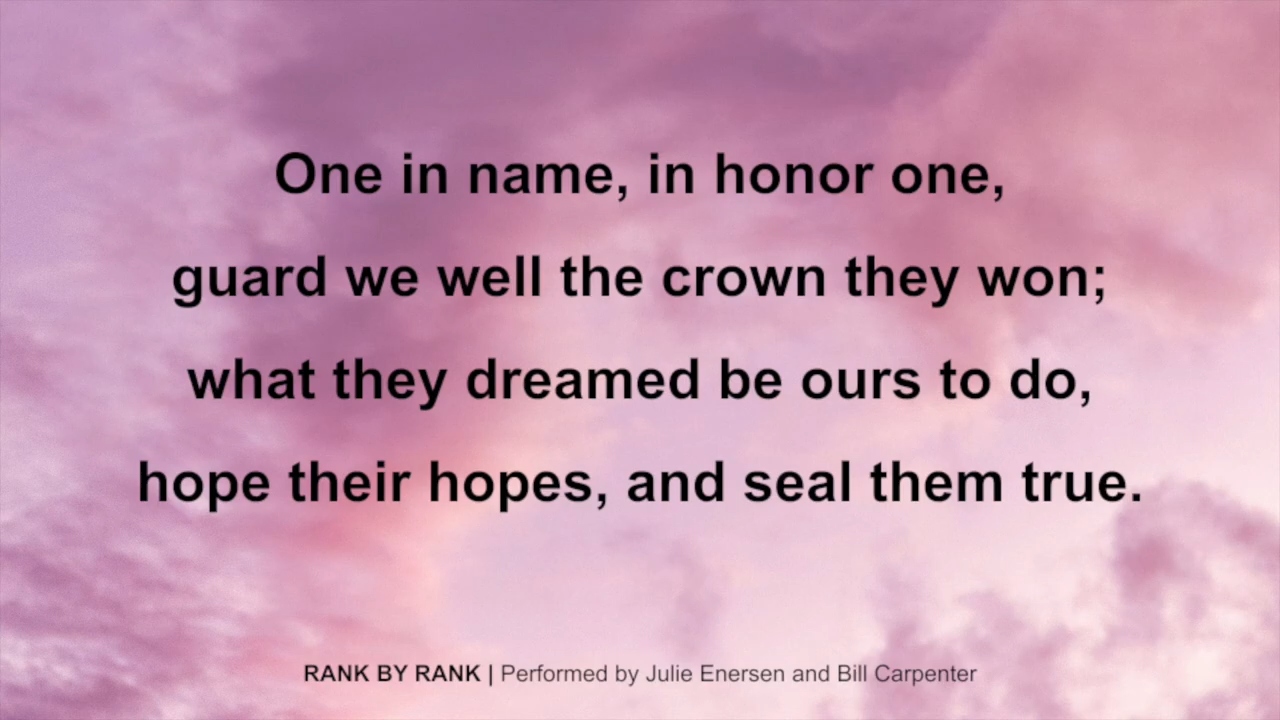 One in name, in honor one,
guard we well the crown they won;
what they dreamed be ours to do,
hope their hopes, and seal them true.
RANK BY RANK | Performed by Julie Enersen and Bill Carpenter